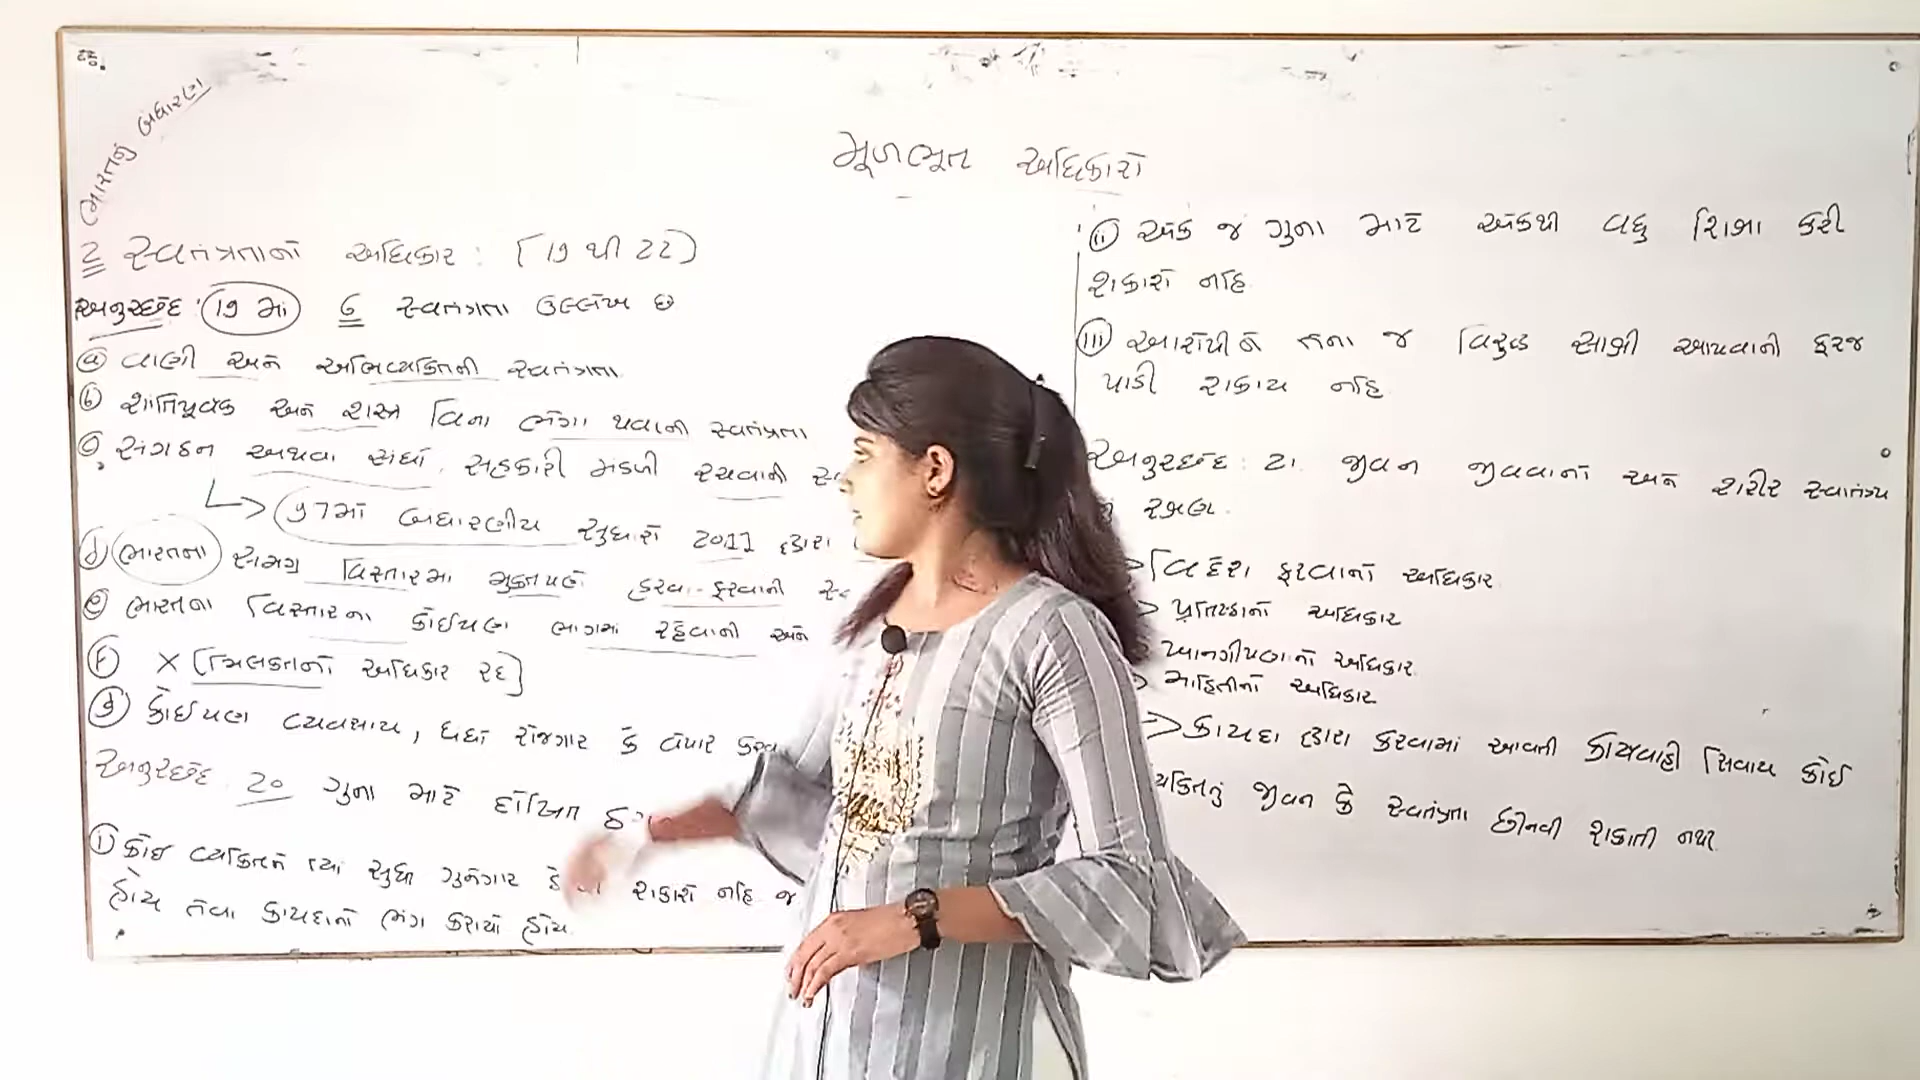 ભારતનું બંધારણ
મૂળભૂત અધિકારો
2 સ્વતંત્રતાનો અધિકાર : [19 થી 22]
અનુચ્છેદ : 19 માં 6 સ્વતંત્રતા ઉલ્લેખ છે
(a) વાણી અને અભિવ્યક્તિની સ્વતંત્રતા
(b) શાંતિપૂર્વક અને શસ્ત્ર વિના ભેગા થવાની સ્વતંત્રતા
(c) સંગઠન અથવા સંઘો, સહકારી મંડળી રચવાની
97માં બંધારણીય સુધારો 2011 દ્વારા
(d) ભારતના સમગ્ર વિસ્તારમાં મુક્તપણે હરવા-ફરવાની
(e) ભારતના વિસ્તારના કોઈપણ ભાગમાં રહેવાની અને
(f) X [મિલકતનો અધિકાર રદ]
(g) કોઈપણ વ્યવસાય, ધંધો રોજગાર કે વેપાર
અનુચ્છેદ 20 ગુના માટે દોષિત
(i) કોઈ વ્યક્તિને ત્યાં સુધી ગુનેગાર શકાશે નહિ જ
હોય તેવા કાયદાનો ભંગ કરાયો હોય.
(ii) એક જ ગુના માટે એકથી વધુ શિક્ષા કરી
શકાશે નહિ
(iii) આરોપીને તેના જ વિરુદ્ધ સાક્ષી આપવાની ફરજ
પાડી શકાય નહિ
અનુચ્છેદ : 21. જીવન જીવવાનો અને શરીર સ્વાતંત્ર્ય
રક્ષણ.
> વિદેશ ફરવાનો અધિકાર
> પ્રતિષ્ઠાનો અધિકાર
ખાનગીપણાનો અધિકાર
> માહિતીનો અધિકાર
> કાયદા દ્વારા કરવામાં આવતી કાર્યવાહી સિવાય કોઈ
વ્યક્તિનું જીવન કે સ્વતંત્રતા છીનવી શકાતી નથી.